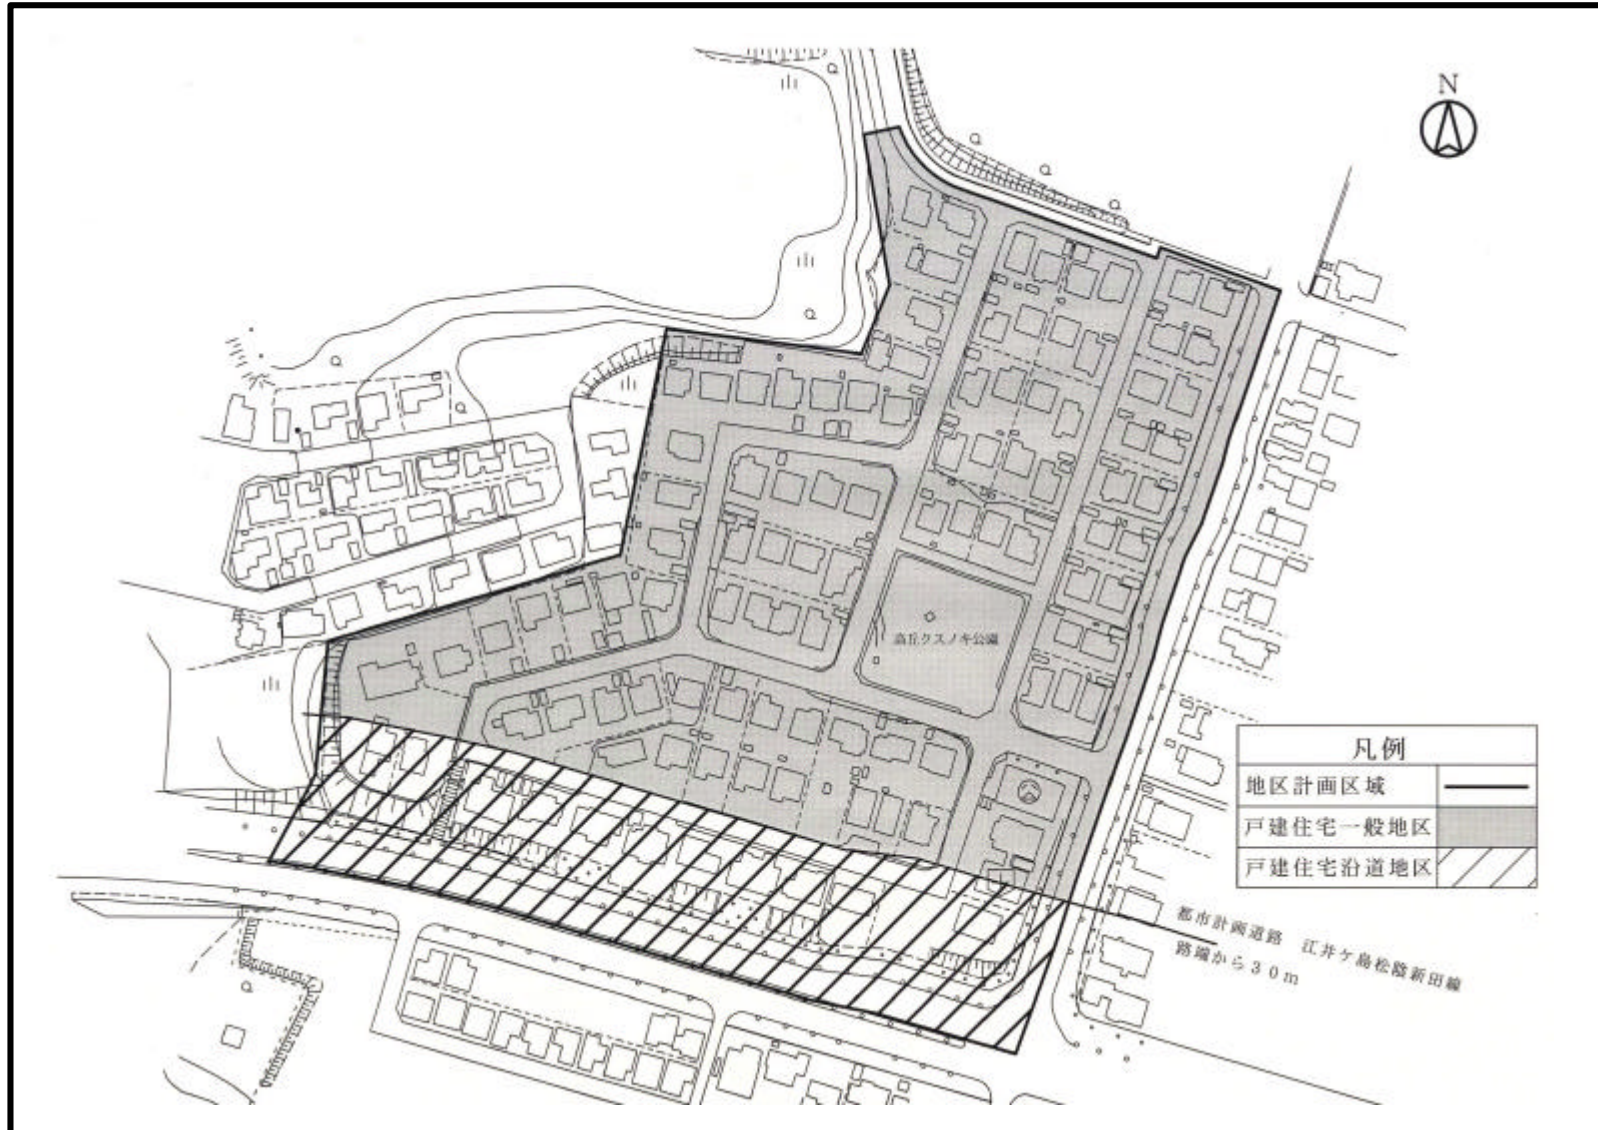 N
高丘クスノキ公園
凡例
地区計画区域
戸建住宅一般地区
戸建住宅沿道地区
都市計画道路 江井ケ島松陰新田線
路端から30m